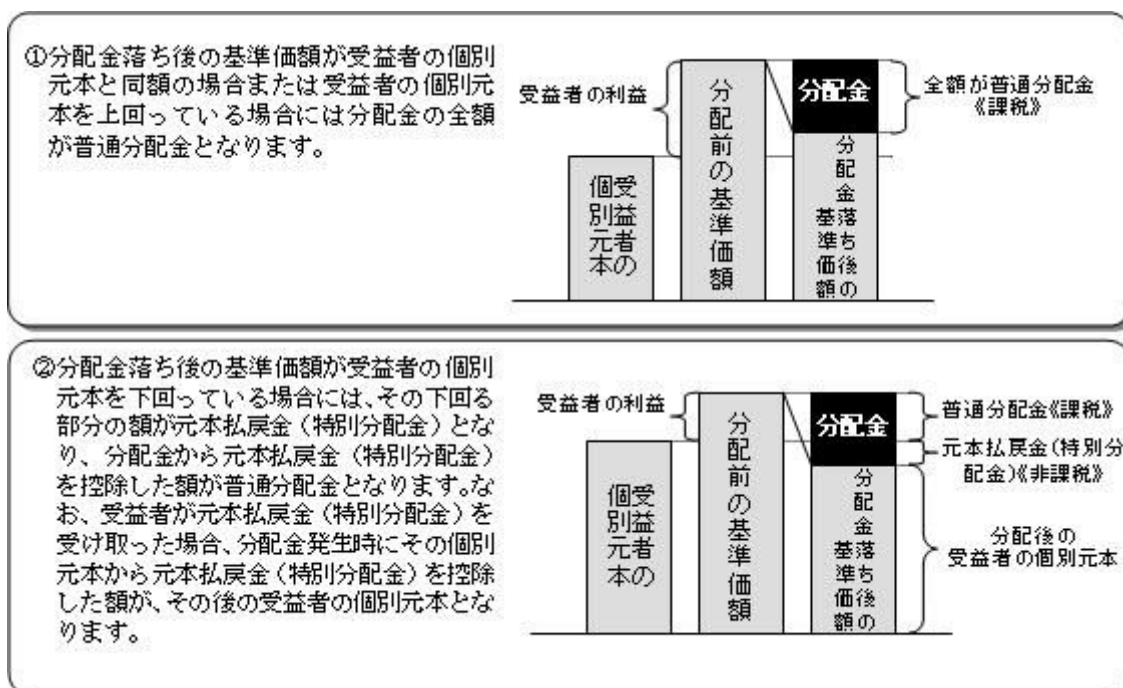 ①分配金落ち後の基準価額が受益者の個別
元本と同額の場合または受益者の個別元
本を上回っている場合には分配金の全額
が普通分配金となります。
受益者の利益
受益者の
個別元本
分配前の基準価額
分配金
分配金落ち後の
基準価額
全額が普通分配金
《課税》
②分配金落ち後の基準価額が受益者の個別
元本を下回っている場合には、その下回る
部分の額が元本払戻金(特別分配金)とな
り、分配金から元本払戻金(特別分配金)
を控除した額が普通分配金となります。な
お、受益者が元本払戻金(特別分配金)を
受け取った場合、分配金発生時にその個別
元本から元本払戻金(特別分配金)を控除
した額が、その後の受益者の個別元本とな
ります。
受益者の利益
受益者の
個別元本
分配前の基準価額
分配金
分配金落ち後の
基準価額
普通分配金《課税》
元本払戻金(特別分
配金)《非課税》
分配後の
受益者の個別元本